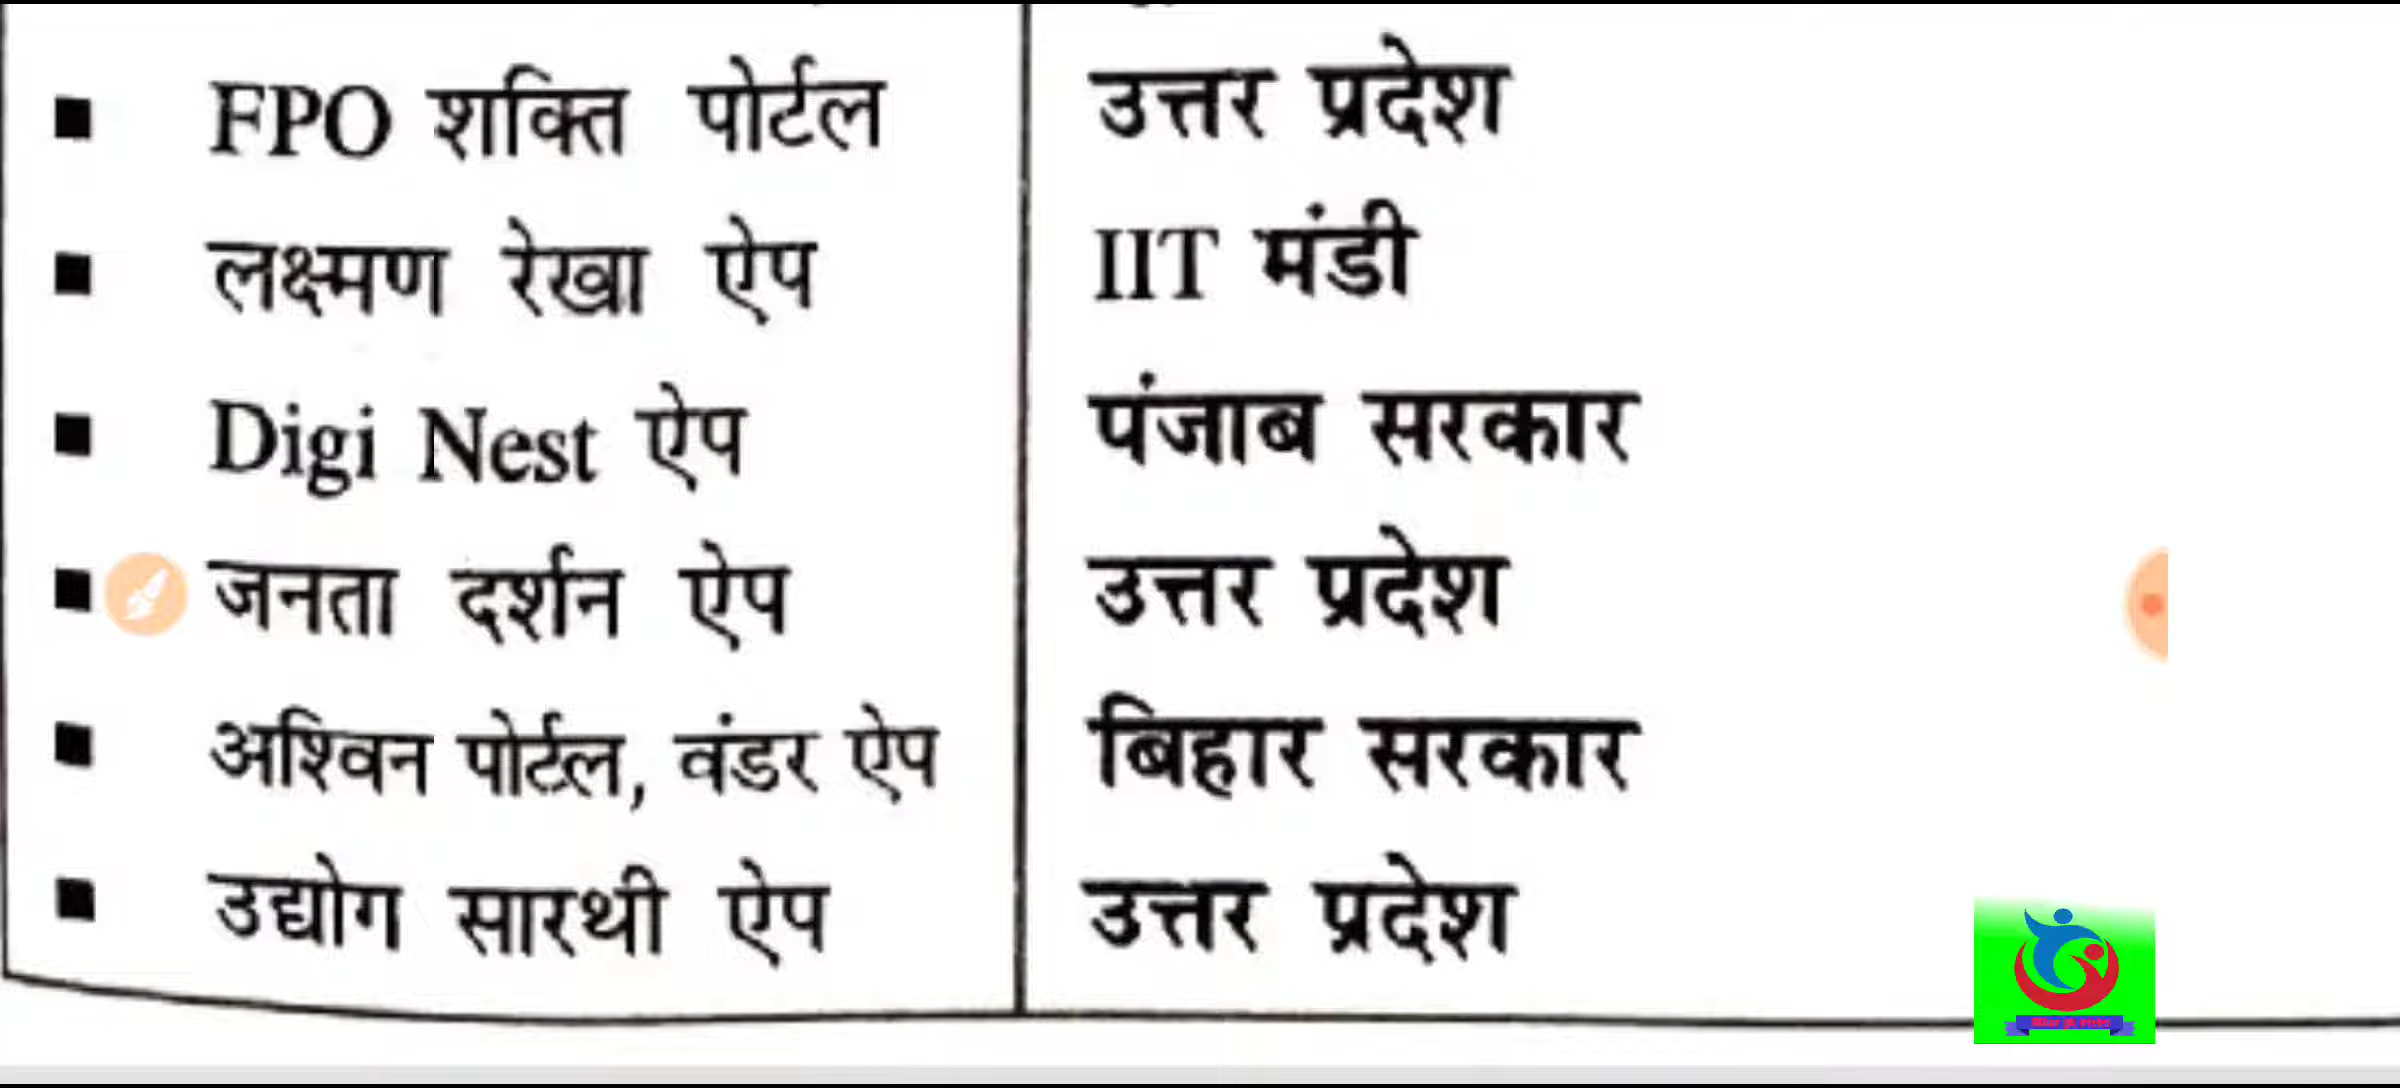 FPO शक्ति पोर्टल उत्तर प्रदेश
लक्ष्मण रेखा ऐप IIT मंडी
Digi Nest ऐप पंजाब सरकार
जनता दर्शन ऐप उत्तर प्रदेश
अश्विन पोर्टल, वंडर ऐप बिहार सरकार
उद्योग सारथी ऐप उत्तर प्रदेश